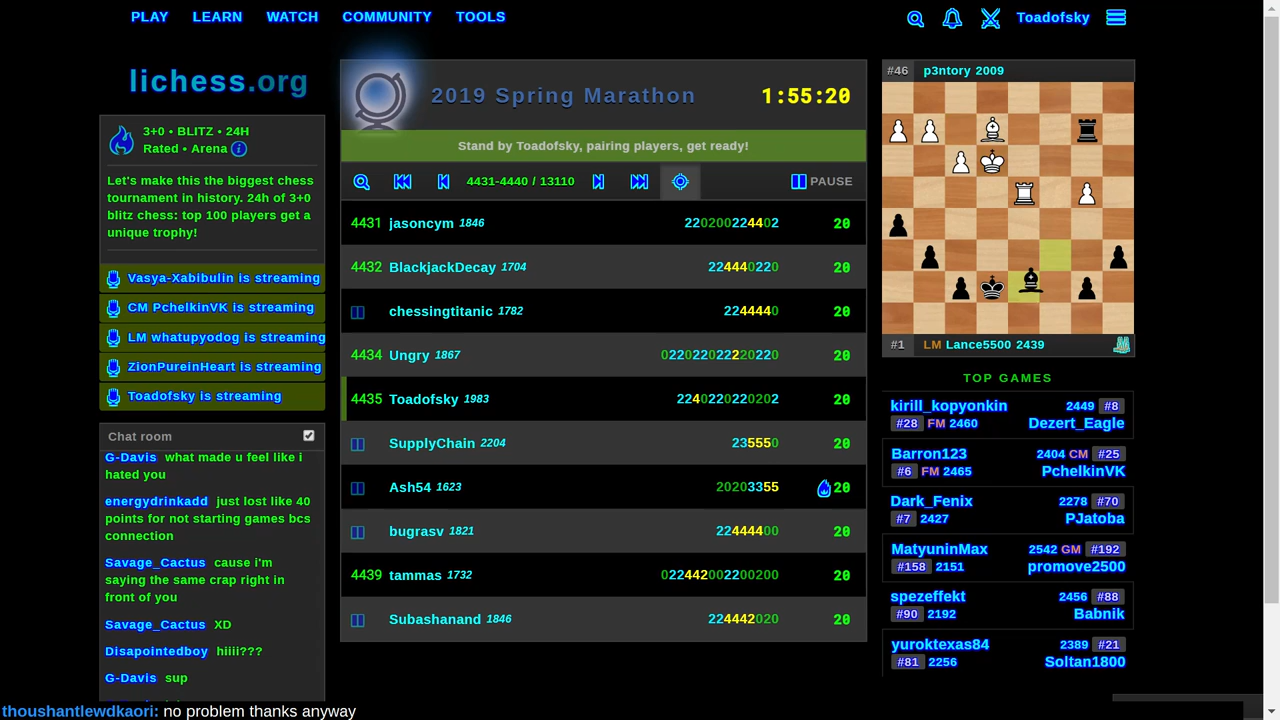 PLAY LEARN WATCH COMMUNITY TOOLS
Toadofsky
lichess.org
3+0 • BLITZ • 24H
Rated • Arena
Let's make this the biggest chess
tournament in history. 24h of 3+0
blitz chess: top 100 players get a
unique trophy!
Vasya-Xabibulin is streaming
CM PchelkinVK is streaming
LM whatupyodog is streaming
ZionPureinHeart is streaming
Toadofsky is streaming
Chat room
G-Davis what made u feel like i
hated you
energydrinkadd just lost like 40
points for not starting games bcs
connection
Savage_Cactus cause i'm
saying the same crap right in
front of you
Savage_Cactus XD
Disapointedboy hiiii???
G-Davis sup
2019 Spring Marathon 1:55:20
Stand by Toadofsky, pairing players, get ready!
4431-4440 / 13110 PAUSE
4431 jasoncym 1846 220200224402 20
4432 BlackjackDecay 1704 224440220 20
chessingtitanic 1782 2244440 20
4434 Ungry 1867 022022022220220 20
4435 Toadofsky 1983 2240220220202 20
SupplyChain 2204 235550 20
Ash54 1623 20203355 20
bugrasv 1821 22444400 20
4439 tammas 1732 022442002200200 20
Subashanand 1846 224442020 20
#46 p3ntory 2009
#1 LM Lance5500 2439
TOP GAMES
kirill_kopyonkin 2449 #8
#28 FM 2460 Dezert_Eagle
Barron123 2404 CM #25
#6 FM 2465 PchelkinVK
Dark_Fenix 2278 #70
#7 2427 PJatoba
MatyuninMax 2542 GM #192
#158 2151 promove2500
spezeffekt 2456 #88
#90 2192 Babnik
yuroktexas84 2389 #21
#81 2256 Soltan1800
thoushantlewdkaori: no problem thanks anyway